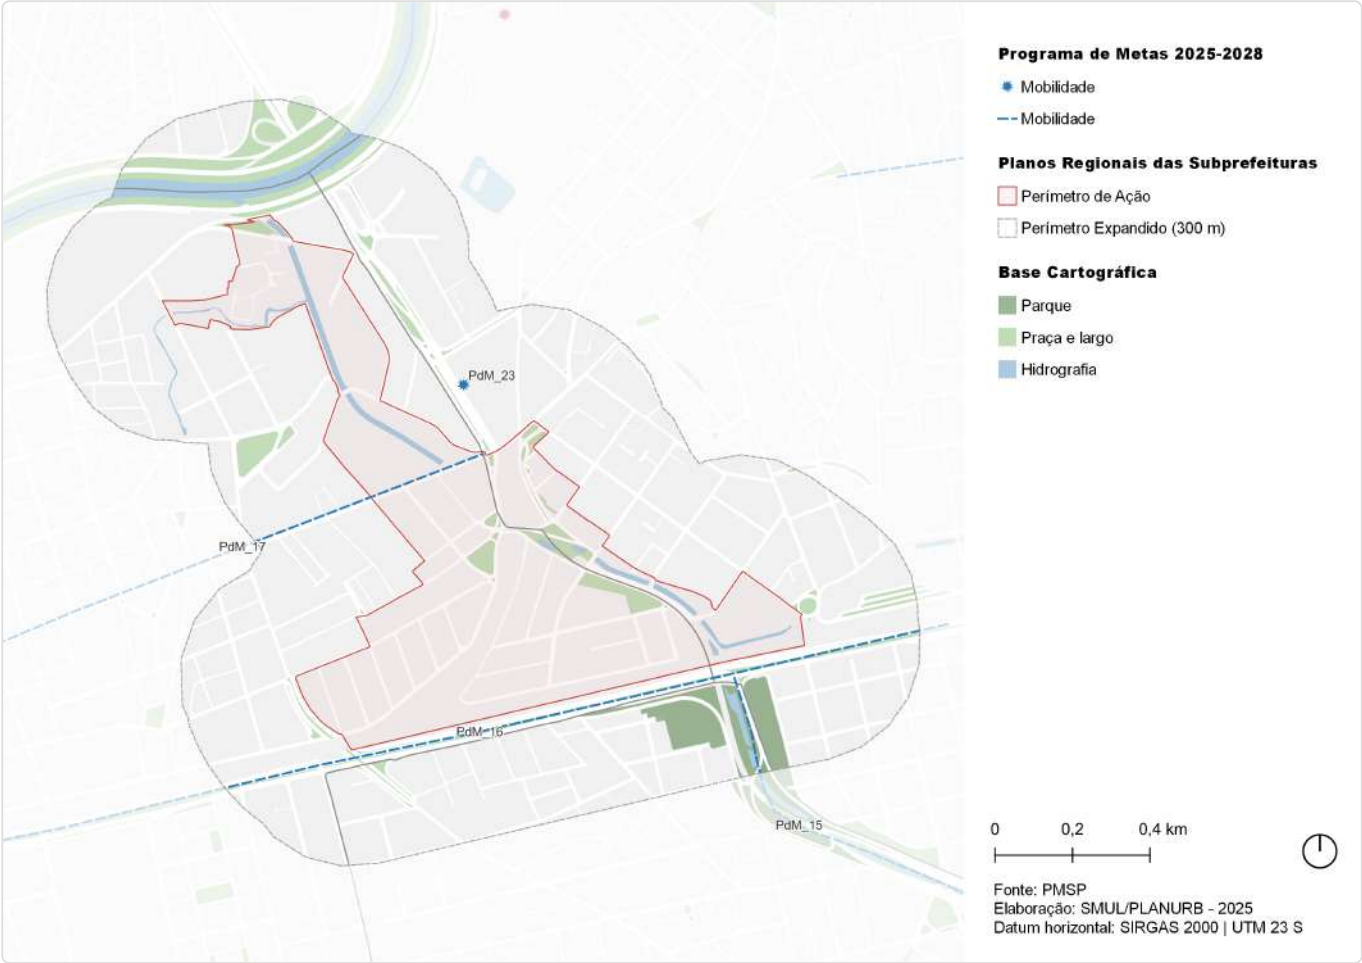 PdM_23
PdM_17
PdM_16
PdM_15
Programa de Metas 2025-2028
Mobilidade
Mobilidade
Planos Regionais das Subprefeituras
Perímetro de Ação
Perímetro Expandido (300 m)
Base Cartográfica
Parque
Praça e largo
Hidrografia
0 0,2 0,4 km
Fonte: PMSP
Elaboração: SMUL/PLANURB - 2025
Datum horizontal: SIRGAS 2000 | UTM 23 S